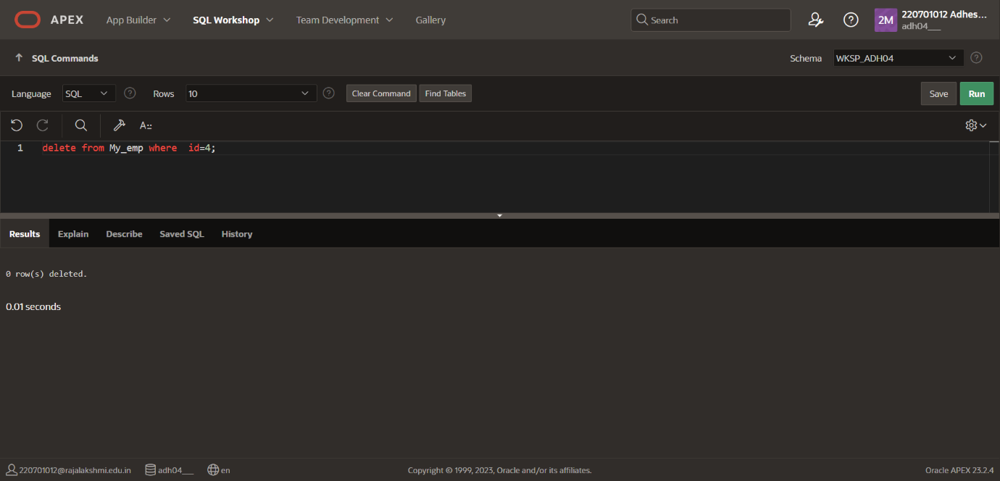 APEX App Builder SQL Workshop Team Development Gallery Search 2M 220701012 Adhes...
adh04___
SQL Commands Schema WKSP_ADH04
Language SQL Rows 10 Clear Command Find Tables Save Run
A::
1 delete from My_emp where  id=4;
Results Explain Describe Saved SQL History
0 row(s) deleted.
0.01 seconds
220701012@rajalakshmi.edu.in adh04___ en Copyright © 1999, 2023, Oracle and/or its affiliates. Oracle APEX 23.2.4